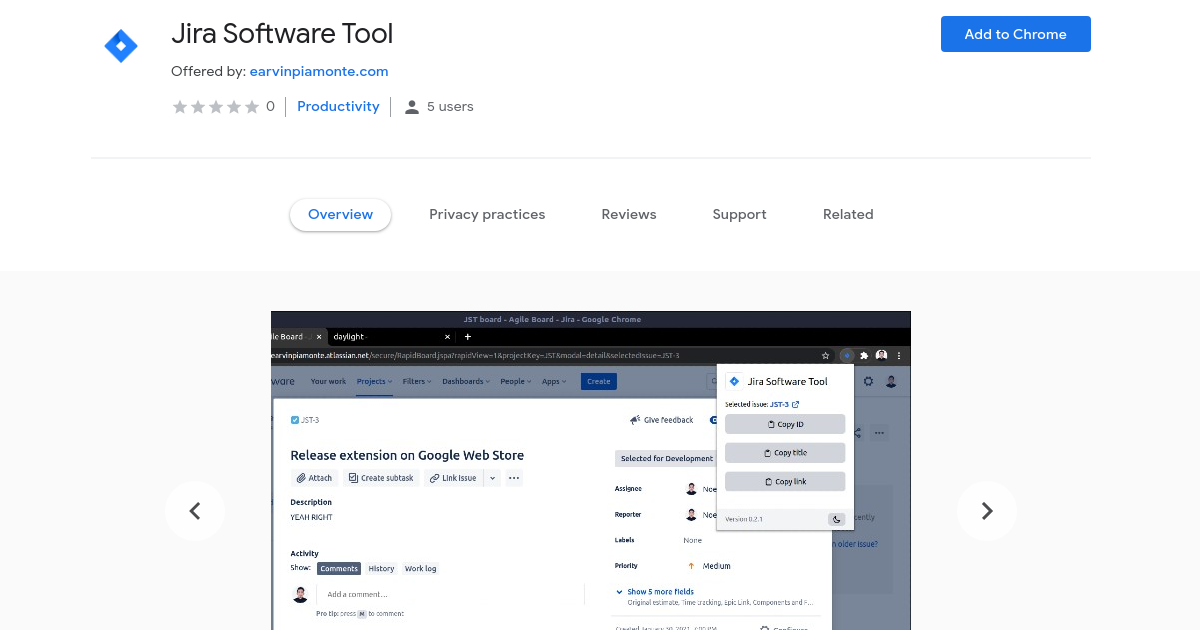 Jira Software Tool
Add to Chrome
Offered by: earvinpiamonte.com
0 Productivity 5 users
Overview Privacy practices Reviews Support Related
JST board - Agile Board - Jira - Google Chrome
ile Board daylight
earvinpiamonte.atlassian.net/secure/RapidBoard.jspa?rapidView=1&projectKey=JST&modal=detail&selectedIssue=JST-3
ware Your work Projects Filters Dashboards People Apps Create
Jira Software Tool
Selected issue: JST-3
Copy ID
Copy title
Copy link
Version 0.2.1
JST-3
Give feedback
Release extension on Google Web Store
Attach Create subtask Link issue
Selected for Development
Description
YEAH RIGHT
Assignee Noe
Reporter Noe
Labels None
Priority Medium
cently
n older issue?
Activity
Show: Comments History Work log
Add a comment...
Pro tip: press M to comment
Show 5 more fields
Original estimate, Time tracking, Epic Link, Components and F...
Configure